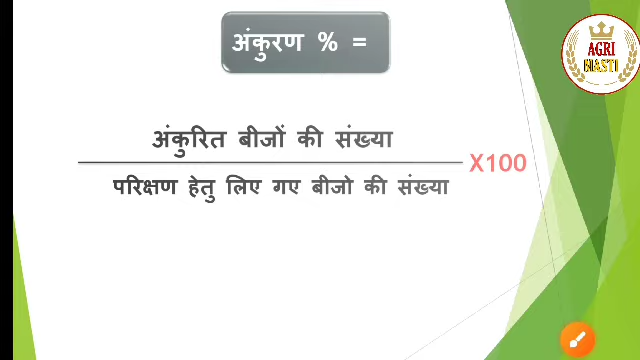 अंकुरण % =
AGRI
MASTI
अंकुरित बीजों की संख्या
X100
परिक्षण हेतु लिए गए बीजो की संख्या